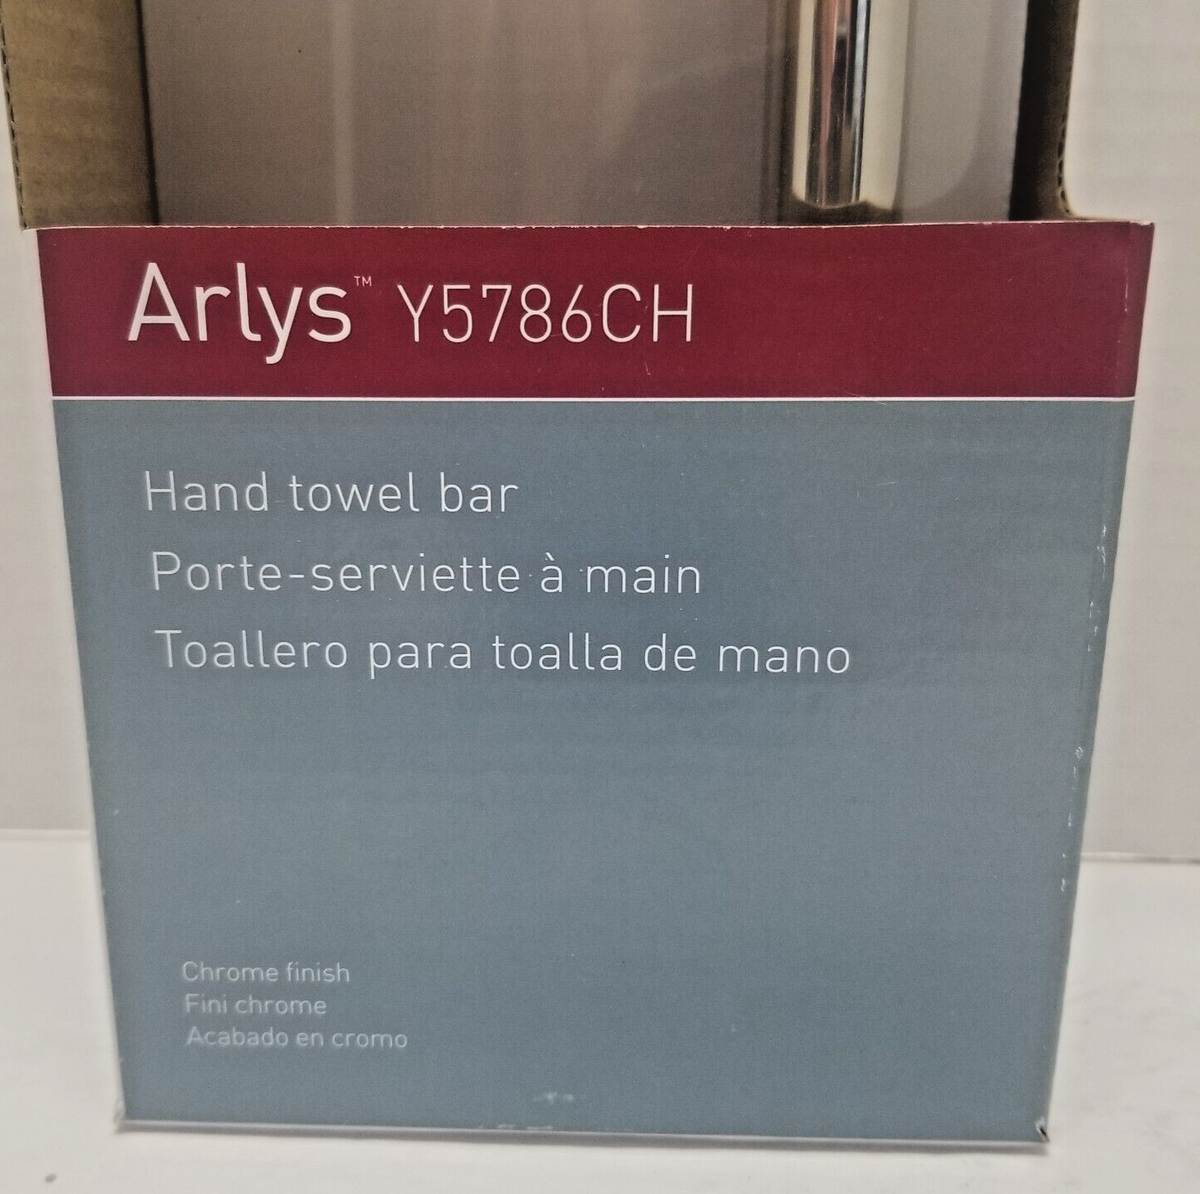 Arlys™ Y5786CH
Hand towel bar
Porte-serviette à main
Toallero para toalla de mano
Chrome finish
Fini chrome
Acabado en cromo